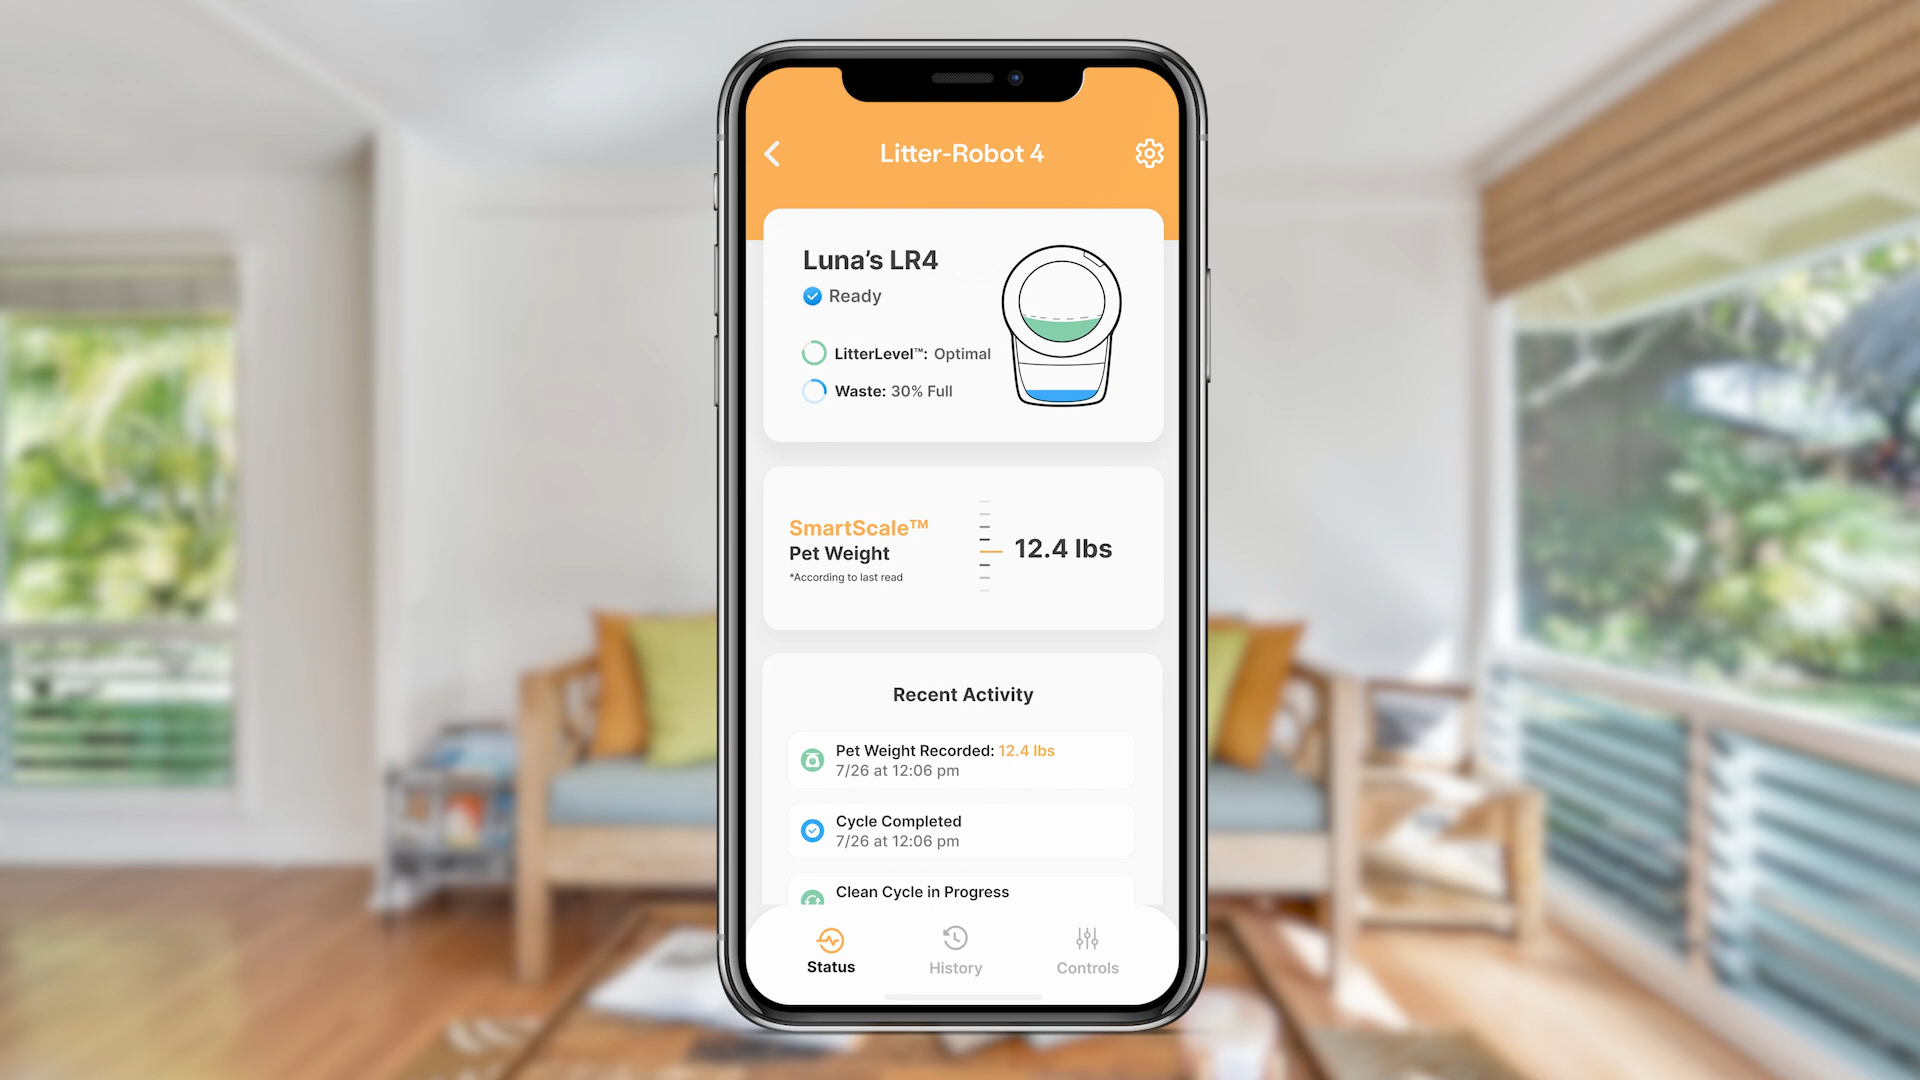 Litter-Robot 4
Luna's LR4
Ready
LitterLevel™: Optimal
Waste: 30% Full
SmartScale™
Pet Weight
*According to last read
12.4 lbs
Recent Activity
Pet Weight Recorded: 12.4 lbs
7/26 at 12:06 pm
Cycle Completed
7/26 at 12:06 pm
Clean Cycle in Progress
Status
History
Controls